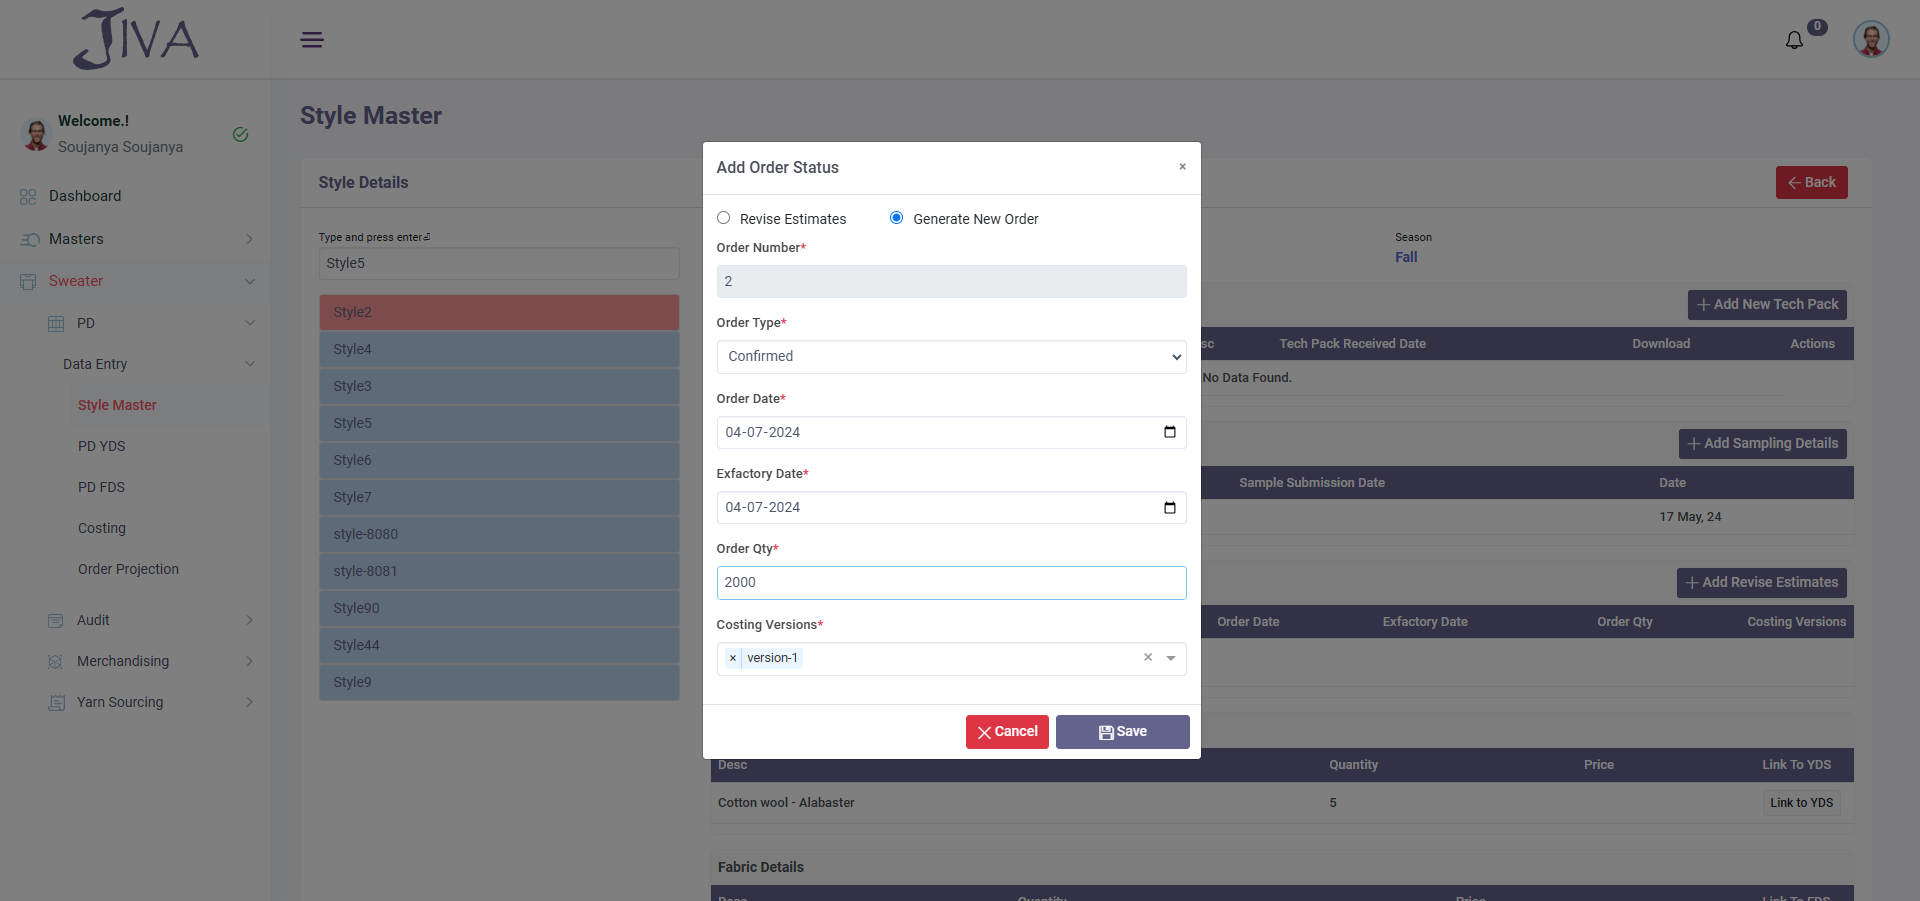 JIVA
0
Welcome.!
Soujanya Soujanya
Dashboard
Masters
Sweater
PD
Data Entry
Style Master
PD YDS
PD FDS
Costing
Order Projection
Audit
Merchandising
Yarn Sourcing
Style Master
Style Details
Back
Type and press enter⏎
Style5
Style2
Style4
Style3
Style5
Style6
Style7
style-8080
style-8081
Style90
Style44
Style9
Add Order Status
×
Revise Estimates Generate New Order
Order Number*
2
Order Type*
Confirmed
Order Date*
04-07-2024
Exfactory Date*
04-07-2024
Order Qty*
2000
Costing Versions*
× version-1 ×
Cancel Save
Season
Fall
Add New Tech Pack
sc Tech Pack Received Date Download Actions
No Data Found.
Add Sampling Details
Sample Submission Date Date
17 May, 24
Add Revise Estimates
Order Date Exfactory Date Order Qty Costing Versions
Desc Quantity Price Link To YDS
Cotton wool - Alabaster 5 Link to YDS
Fabric Details
Desc Quantity Price Link To FDS